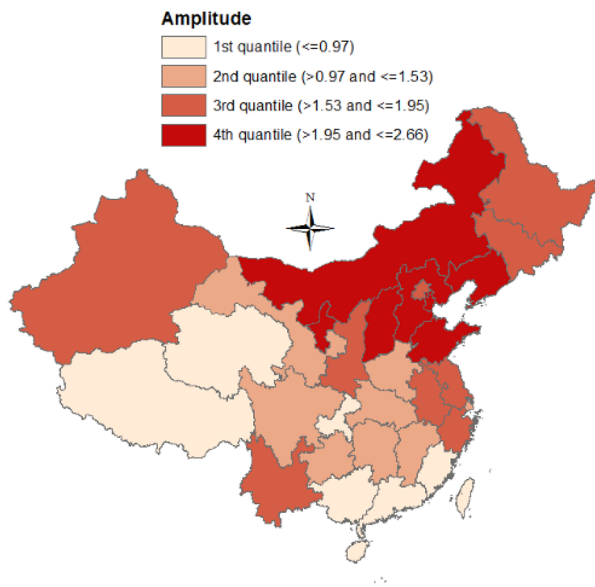 Amplitude
1st quantile (<=0.97)
2nd quantile (>0.97 and <=1.53)
3rd quantile (>1.53 and <=1.95)
4th quantile (>1.95 and <=2.66)
N